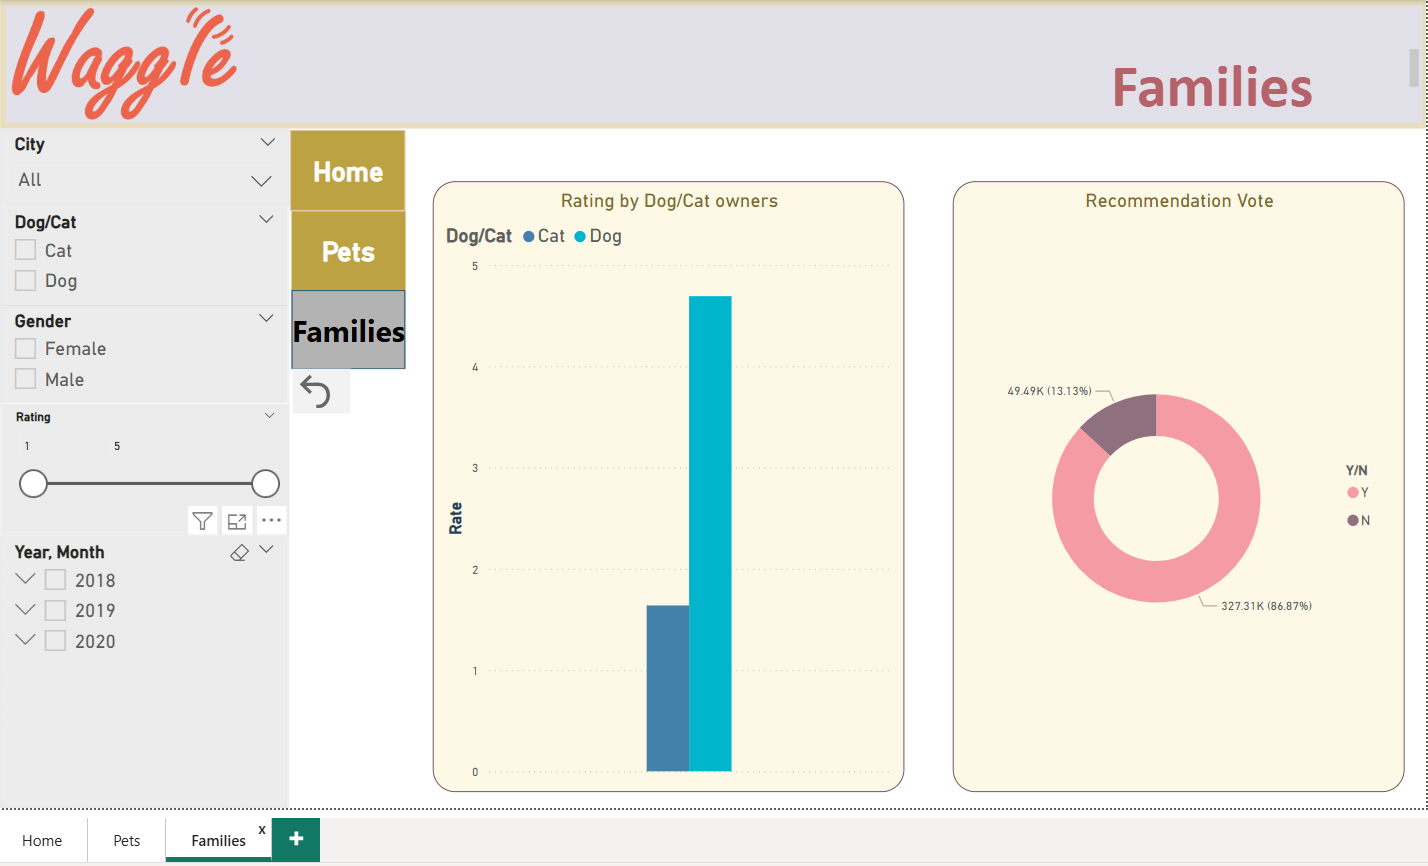 Waggle
Families
City
All
Dog/Cat
Cat
Dog
Gender
Female
Male
Rating
1 5
Year, Month
2018
2019
2020
Home
Pets
Families
Rating by Dog/Cat owners
Dog/Cat Cat Dog
5
4
3
2
1
0
Rate
Recommendation Vote
49.49K (13.13%)
327.31K (86.87%)
Y/N
Y
N
Home Pets Families x +